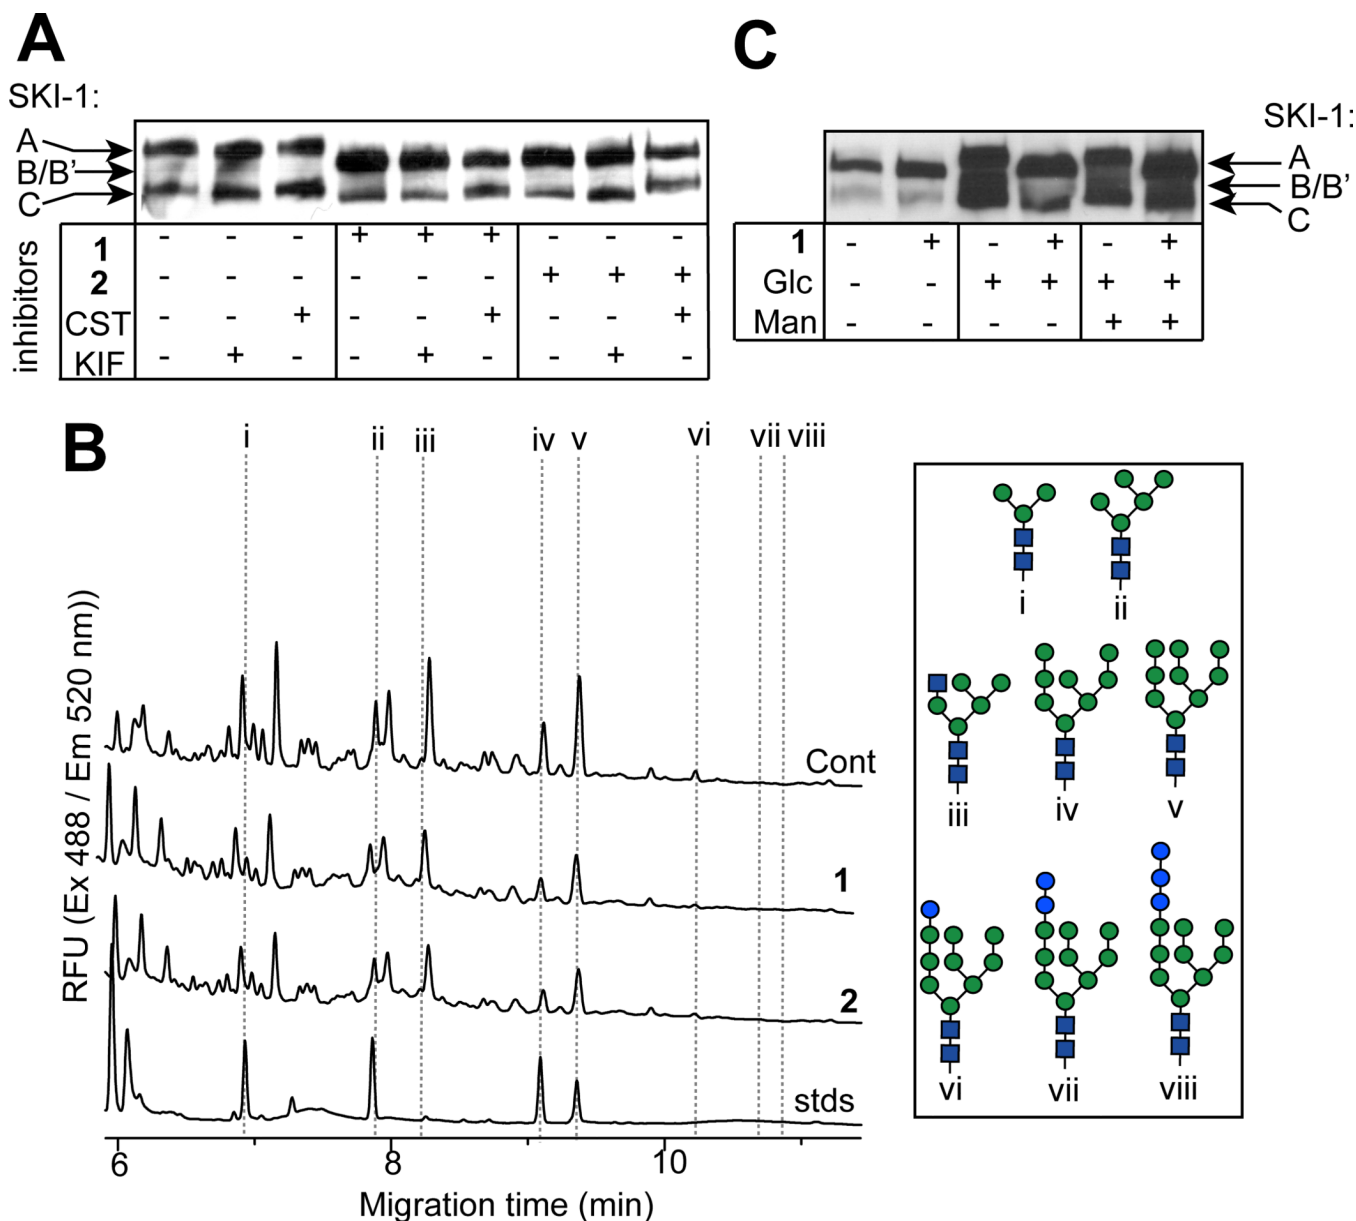 A
SKI-1:
A
B/B'
C
inhibitors
1 - - - + + + - - -
2 - - - - - - + + +
CST - - + - - + - - +
KIF - + - - + - - + -
C
SKI-1:
A
B/B'
C
1 - + - + - +
Glc - - + + + +
Man - - - - + +
B
i ii iii iv v vi vii viii
RFU (Ex 488 / Em 520 nm))
Cont
1
2
stds
6 8 10
Migration time (min)
i ii
iii iv v
vi vii viii